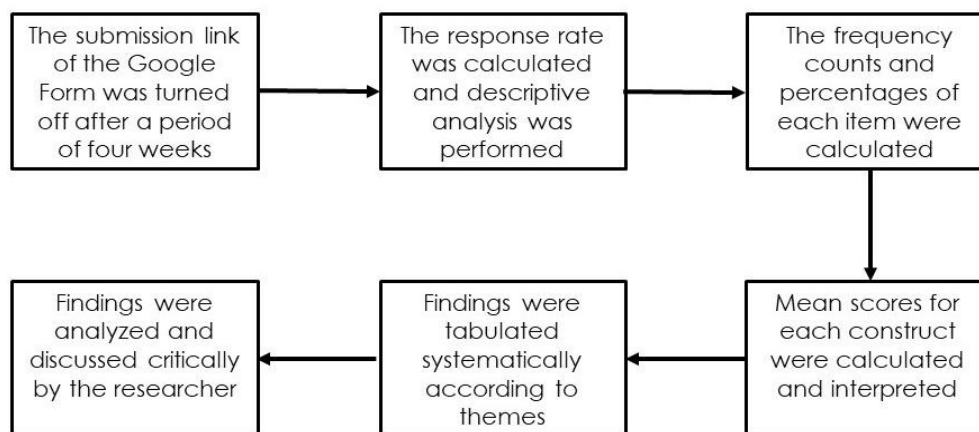 The submission link
of the Google
Form was turned
off after a period
of four weeks
The response rate
was calculated
and descriptive
analysis was
performed
The frequency
counts and
percentages of
each item were
calculated
Mean scores for
each construct
were calculated
and interpreted
Findings were
tabulated
systematically
according to
themes
Findings were
analyzed and
discussed critically
by the researcher